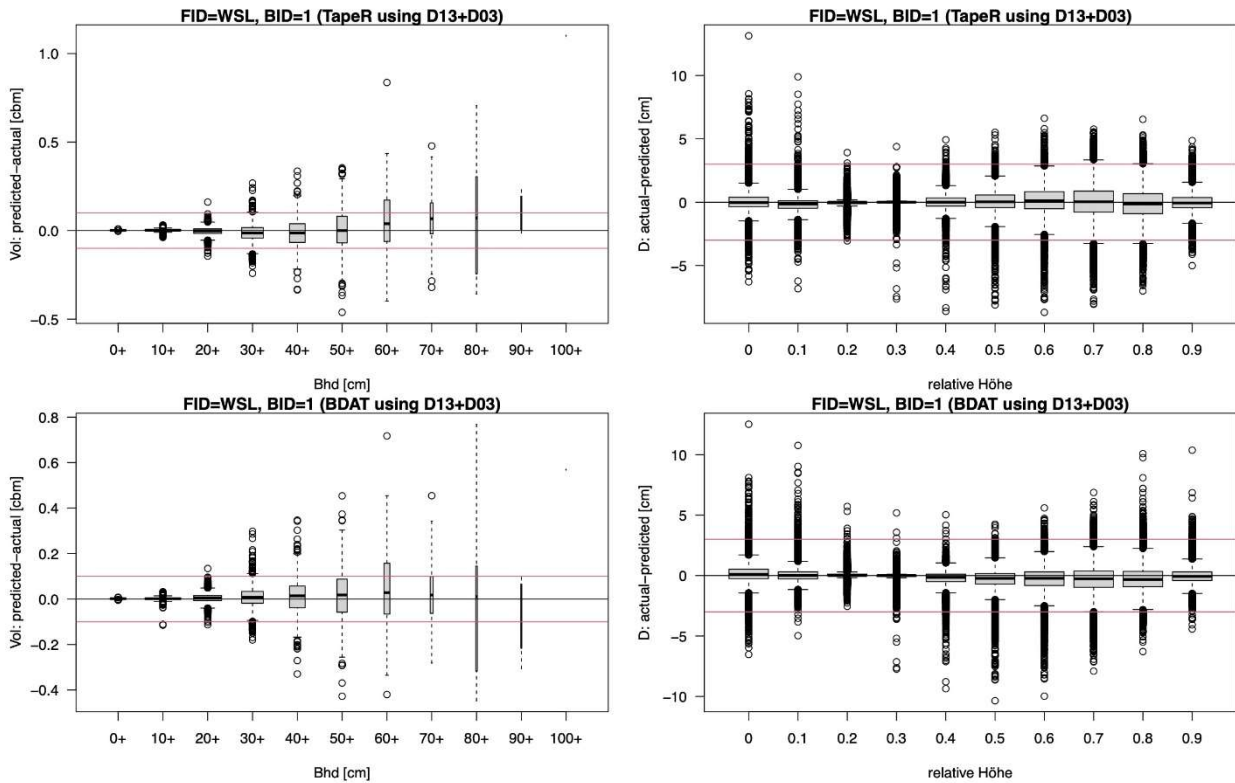 FID=WSL, BID=1 (TapeR using D13+D03)
Vol: predicted-actual [cbm]
1.0
0.5
0.0
−0.5
0+ 10+ 20+ 30+ 40+ 50+ 60+ 70+ 80+ 90+ 100+
Bhd [cm]
FID=WSL, BID=1 (TapeR using D13+D03)
D: actual-predicted [cm]
10
5
0
−5
0 0.1 0.2 0.3 0.4 0.5 0.6 0.7 0.8 0.9
relative Höhe
FID=WSL, BID=1 (BDAT using D13+D03)
Vol: predicted-actual [cbm]
0.8
0.6
0.4
0.2
0.0
−0.2
−0.4
0+ 10+ 20+ 30+ 40+ 50+ 60+ 70+ 80+ 90+ 100+
Bhd [cm]
FID=WSL, BID=1 (BDAT using D13+D03)
D: actual-predicted [cm]
10
5
0
−5
−10
0 0.1 0.2 0.3 0.4 0.5 0.6 0.7 0.8 0.9
relative Höhe